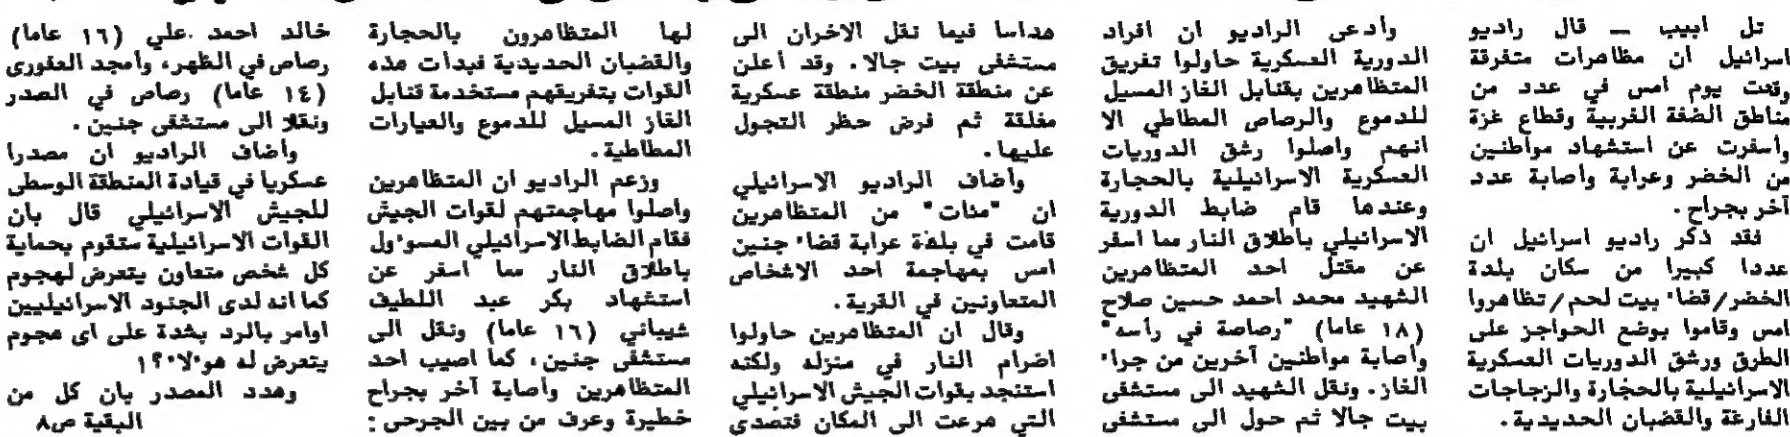 تل ابيب — قال راديو
اسرائيل ان مظاهرات متفرقة
وقعت يوم امس في عدد من
مناطق الضفة الغربية وقطاع غزة
وأسفرت عن استشهاد مواطنين
من الخضر وعرابة وأصابة عدد
آخر بجراح.
فقد ذكر راديو اسرائيل ان
عددا كبيرا من سكان بلدة
الخضر/قضاء بيت لحم/تظاهروا
امس وقاموا بوضع الحواجز على
الطرق ورشق الدوريات العسكرية
الاسرائيلية بالحجارة والزجاجات
الفارغة والقضبان الحديدية.
وأدعى الراديو ان افراد
الدورية العسكرية حاولوا تفريق
المتظاهرين بقنابل الغاز المسيل
للدموع والرصاص المطاطي الا
انهم واصلوا رشق الدوريات
العسكرية الاسرائيلية بالحجارة
وعندها قام ضابط الدورية
الاسرائيلي باطلاق النار مما اسفر
عن مقتل احد المتظاهرين
الشهيد محمد احمد حسين صلاح
(١٨ عاما) "رصاصة في رأسه"
وأصابة مواطنين آخرين من جراء
الغاز. ونقل الشهيد الى مستشفى
بيت جالا ثم حول الى مستشفى
هداسا فيما نقل الاخران الى
مستشفى بيت جالا. وقد أعلن
عن منطقة الخضر منطقة عسكرية
مغلقة ثم فرض حظر التجول
عليها.
وأضاف الراديو الاسرائيلي
ان "مئات" من المتظاهرين
قامت في بلدة عرابة قضاء جنين
امس بمهاجمة احد الاشخاص
المتعاونين في القرية.
وقال ان المتظاهرين حاولوا
اضرام النار في منزله ولكنه
استنجد بقوات الجيش الاسرائيلي
التي هرعت الى المكان فتصدى
لها المتظاهرون بالحجارة
والقضبان الحديدية فبدأت هذه
القوات بتفريقهم مستخدمة قنابل
الغاز المسيل للدموع والعيارات
المطاطية.
وزعم الراديو ان المتظاهرين
واصلوا مهاجمتهم لقوات الجيش
فقام الضابط الاسرائيلي المسوءول
باطلاق النار مما اسفر عن
استشهاد بكر عبد اللطيف
شيباني (١٦ عاما) ونقل الى
مستشفى جنين، كما اصيب احد
المتظاهرين وأصابة آخر بجراح
خطيرة وعرف من بين الجرحى:
خالد احمد علي (١٦ عاما)
رصاص في الظهر، وأمجد العفورى
(١٤ عاما) رصاص في الصدر
ونقلا الى مستشفى جنين.
وأضاف الراديو ان مصدرا
عسكريا في قيادة المنطقة الوسطى
للجيش الاسرائيلي قال بان
القوات الاسرائيلية ستقوم بحماية
كل شخص متعاون يتعرض لهجوم
كما انه لدى الجنود الاسرائيليين
اوامر بالرد بشدة على اى هجوم
يتعرض له هوءلاء؟!
وهدد المصدر بان كل من
البقية ص٨